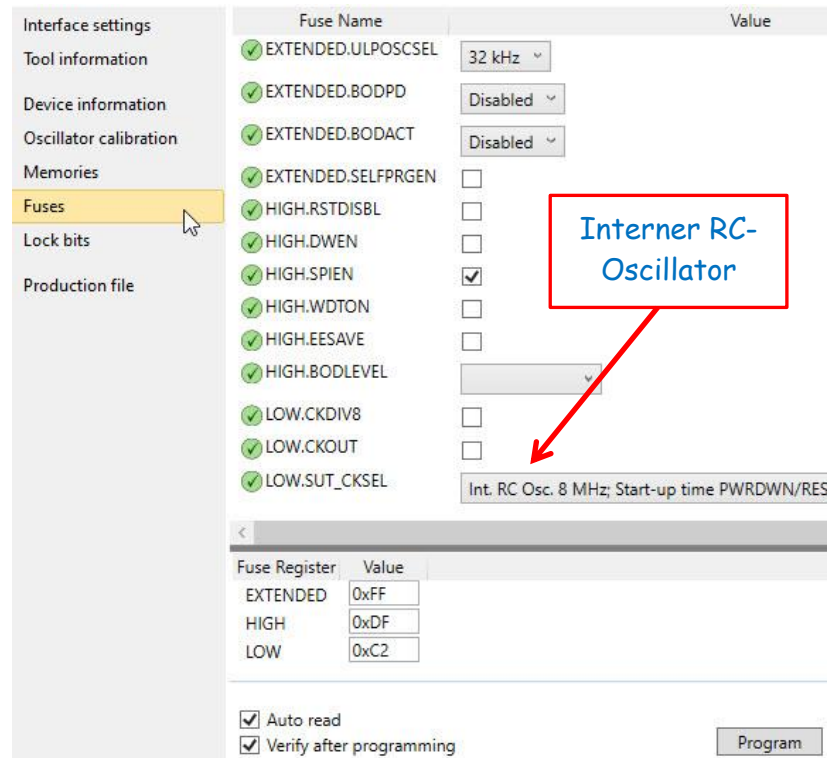 Interface settings
Tool information
Device information
Oscillator calibration
Memories
Fuses
Lock bits
Production file
Fuse Name Value
EXTENDED.ULPOSCSEL 32 kHz
EXTENDED.BODPD Disabled
EXTENDED.BODACT Disabled
EXTENDED.SELFPRGEN
HIGH.RSTDISBL
HIGH.DWEN
HIGH.SPIEN
HIGH.WDTON
HIGH.EESAVE
HIGH.BODLEVEL
LOW.CKDIV8
LOW.CKOUT
LOW.SUT_CKSEL Int. RC Osc. 8 MHz; Start-up time PWRDWN/RES
Interner RC-
Oscillator
Fuse Register Value
EXTENDED 0xFF
HIGH 0xDF
LOW 0xC2
Auto read
Verify after programming
Program